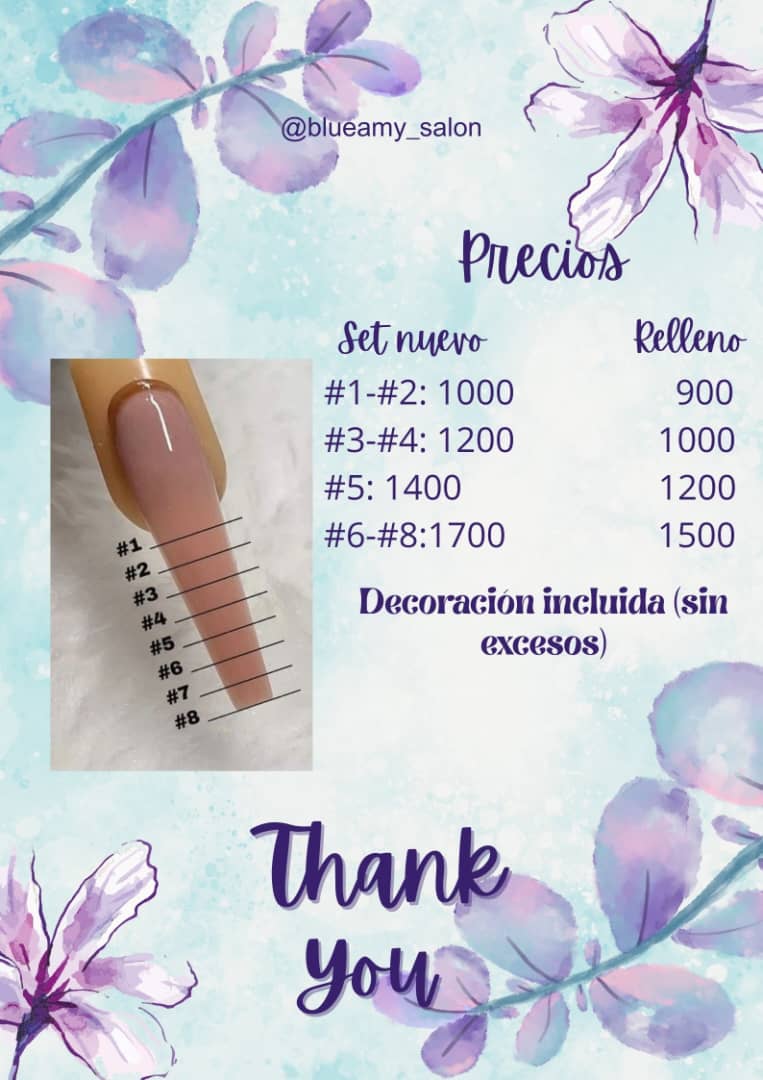 @blueamy_salon
Precios
Set nuevo Relleno
#1-#2: 1000 900
#3-#4: 1200 1000
#5: 1400 1200
#6-#8:1700 1500
Decoración incluida (sin
excesos)
#1
#2
#3
#4
#5
#6
#7
#8
Thank
you